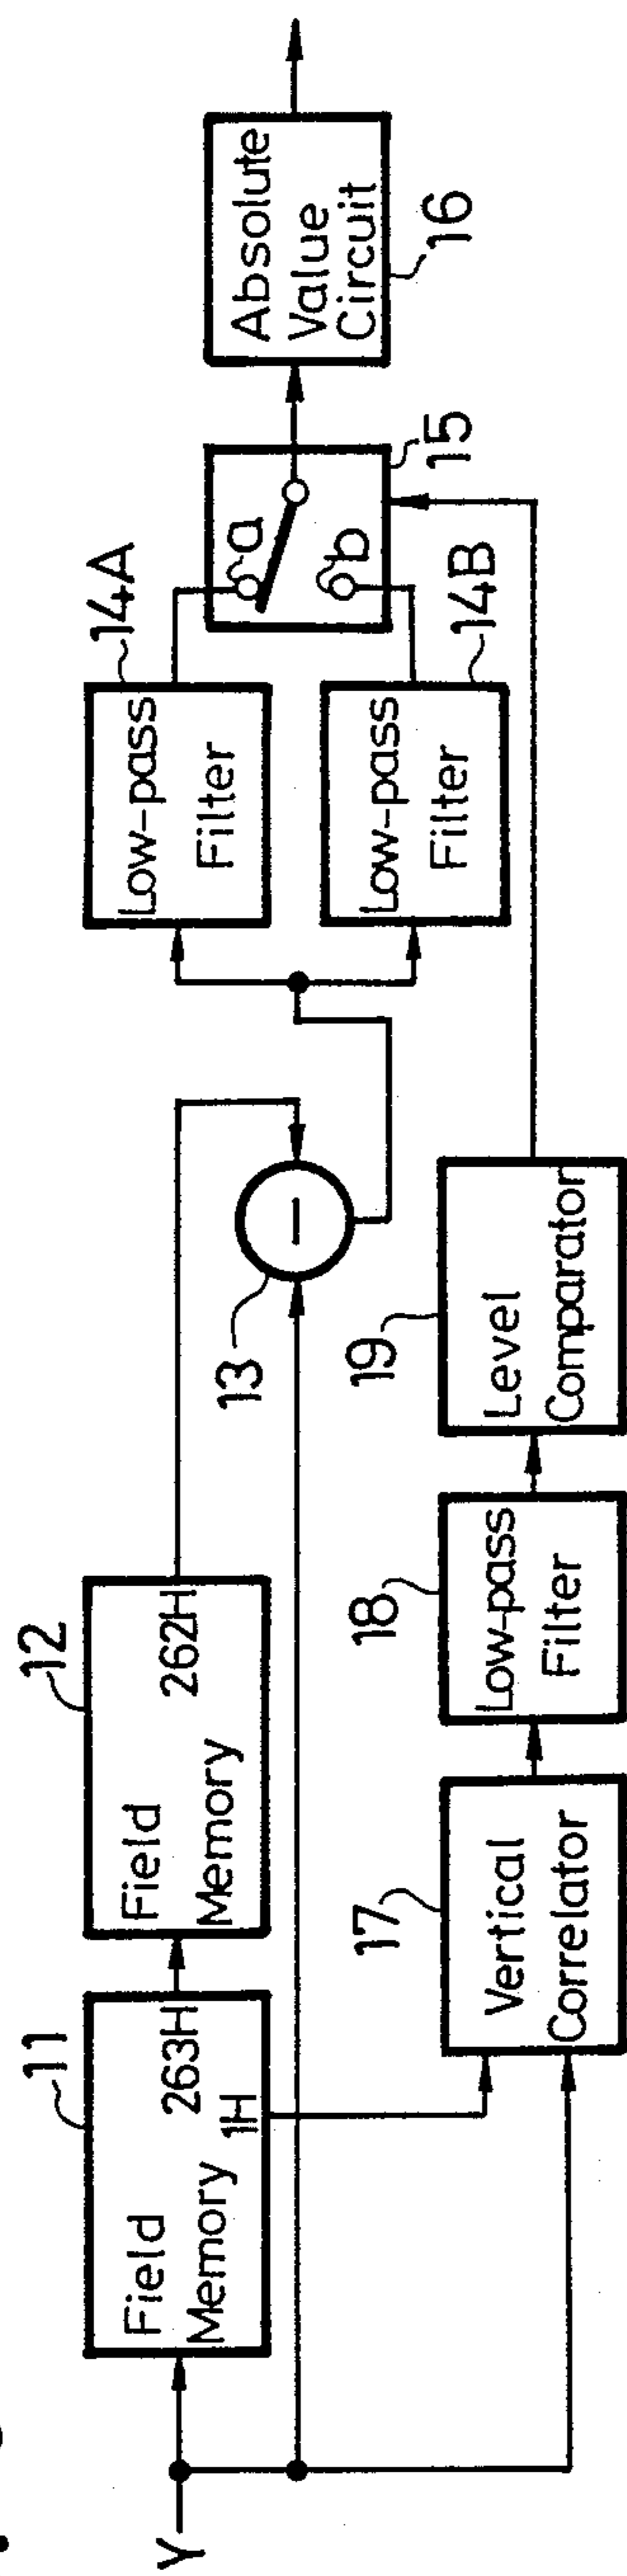 Y
11
Field
Memory
263H
1H
12
Field
Memory
262H
13
14A
Low-pass
Filter
14B
Low-pass
Filter
a
b
15
Absolute
Value
Circuit
16
17
Vertical
Correlator
18
Low-pass
Filter
19
Level
Comparator